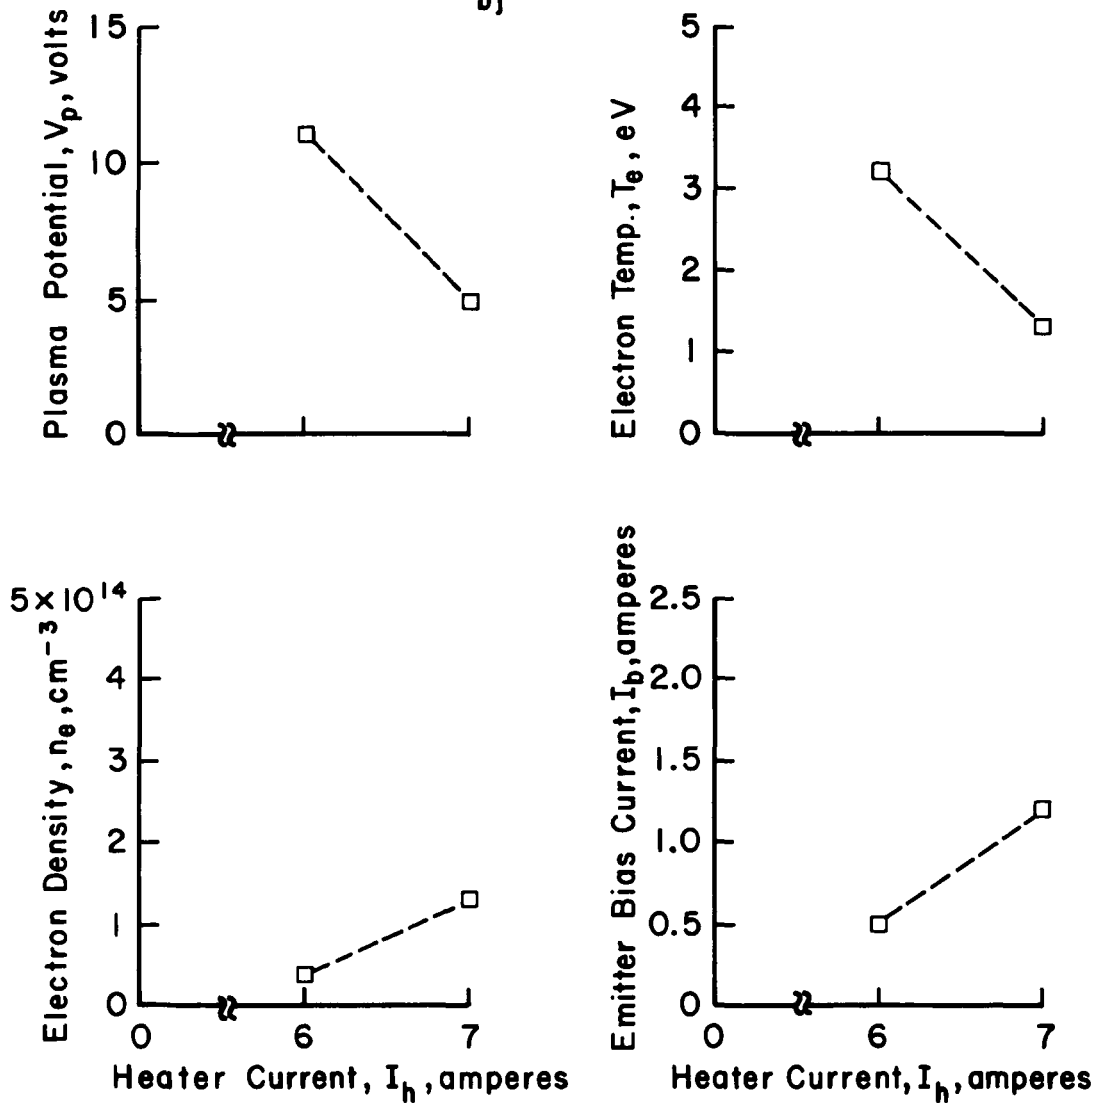 Plasma Potential, Vp, volts
15
10
5
0
Electron Temp., Te, eV
5
4
3
2
1
0
Electron Density, ne, cm⁻³
5×10¹⁴
4
3
2
1
0
0 6 7
Heater Current, Ih, amperes
Emitter Bias Current, Ib, amperes
2.5
2.0
1.5
1.0
0.5
0
0 6 7
Heater Current, Ih, amperes